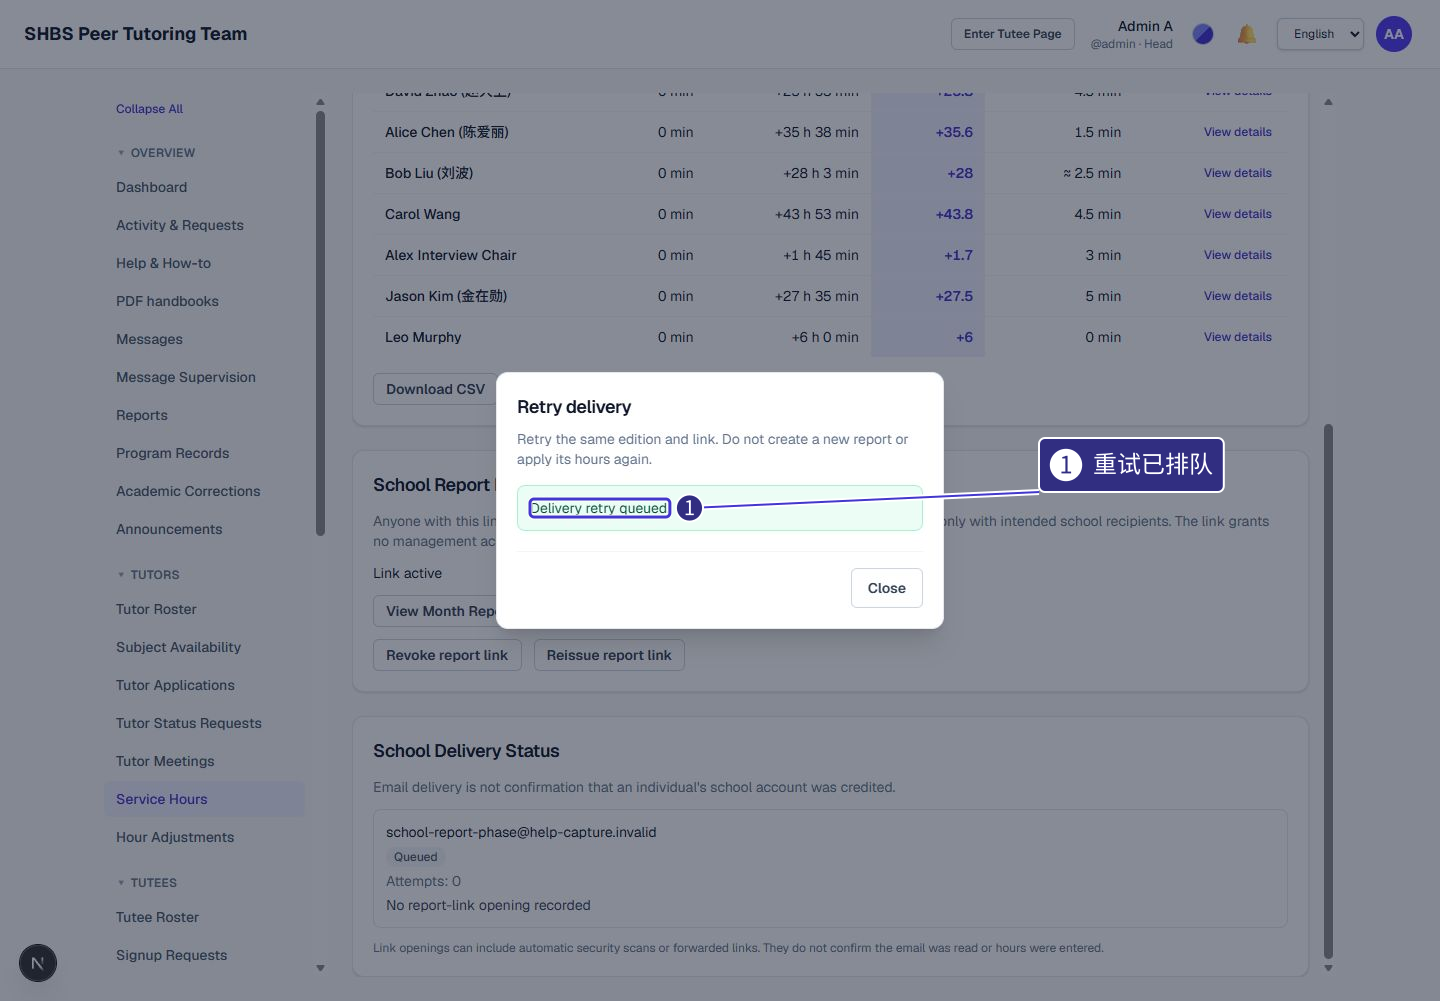 SHBS Peer Tutoring Team
Enter Tutee Page
Admin A
@admin · Head
English
AA
Collapse All
OVERVIEW
Dashboard
Activity & Requests
Help & How-to
PDF handbooks
Messages
Message Supervision
Reports
Program Records
Academic Corrections
Announcements
TUTORS
Tutor Roster
Subject Availability
Tutor Applications
Tutor Status Requests
Tutor Meetings
Service Hours
Hour Adjustments
TUTEES
Tutee Roster
Signup Requests
N
Alice Chen (陈爱丽) 0 min +35 h 38 min +35.6 1.5 min View details
Bob Liu (刘波) 0 min +28 h 3 min +28 ≈ 2.5 min View details
Carol Wang 0 min +43 h 53 min +43.8 4.5 min View details
Alex Interview Chair 0 min +1 h 45 min +1.7 3 min View details
Jason Kim (金在勋) 0 min +27 h 35 min +27.5 5 min View details
Leo Murphy 0 min +6 h 0 min +6 0 min View details
Download CSV
School Report
Anyone with this only with intended school recipients. The link grants
no management
Link active
View Month
Revoke report link
Reissue report link
Retry delivery
Retry the same edition and link. Do not create a new report or
apply its hours again.
Delivery retry queued 1
Close
1 重试已排队
School Delivery Status
Email delivery is not confirmation that an individual's school account was credited.
school-report-phase@help-capture.invalid
Queued
Attempts: 0
No report-link opening recorded
Link openings can include automatic security scans or forwarded links. They do not confirm the email was read or hours were entered.